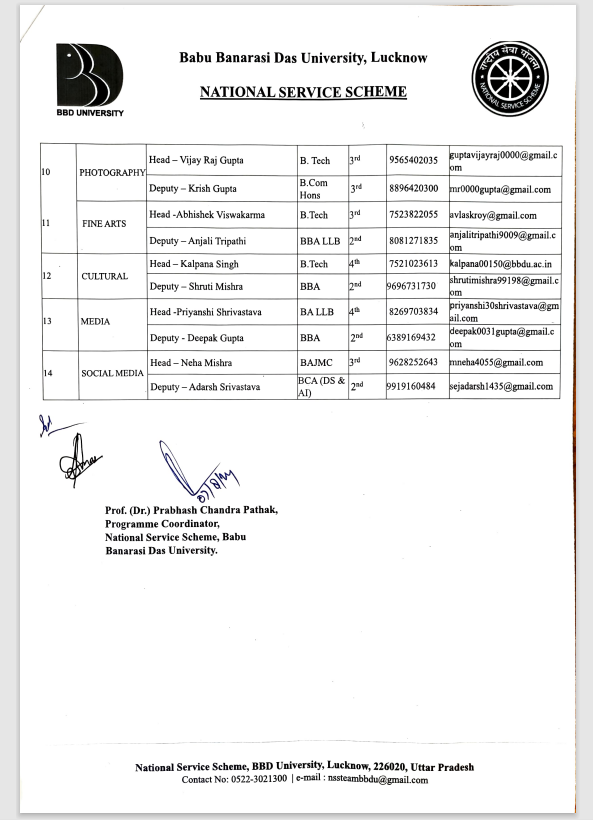 BBD UNIVERSITY
Babu Banarasi Das University, Lucknow
NATIONAL SERVICE SCHEME
राष्ट्रीय सेवा योजना
NATIONAL SERVICE SCHEME
10 PHOTOGRAPHY Head – Vijay Raj Gupta B. Tech 3rd 9565402035 guptavijayraj0000@gmail.c
om
Deputy – Krish Gupta B.Com 3rd 8896420300 mr0000gupta@gmail.com
Hons
11 FINE ARTS Head -Abhishek Viswakarma B.Tech 3rd 7523822055 avlaskroy@gmail.com
Deputy – Anjali Tripathi BBA LLB 2nd 8081271835 anjalitripathi9009@gmail.c
om
12 CULTURAL Head – Kalpana Singh B.Tech 4th 7521023613 kalpana00150@bbdu.ac.in
Deputy – Shruti Mishra BBA 2nd 9696731730 shrutimishra99198@gmail.c
om
13 MEDIA Head -Priyanshi Shrivastava BA LLB 4th 8269703834 priyanshi30shrivastava@gm
ail.com
Deputy - Deepak Gupta BBA 2nd 6389169432 deepak0031gupta@gmail.c
om
14 SOCIAL MEDIA Head – Neha Mishra BAJMC 3rd 9628252643 mneha4055@gmail.com
Deputy – Adarsh Srivastava BCA (DS & 2nd 9919160484 sejadarsh1435@gmail.com
AI)
Prof. (Dr.) Prabhash Chandra Pathak,
Programme Coordinator,
National Service Scheme, Babu
Banarasi Das University.
National Service Scheme, BBD University, Lucknow, 226020, Uttar Pradesh
Contact No: 0522-3021300 | e-mail : nssteambbdu@gmail.com